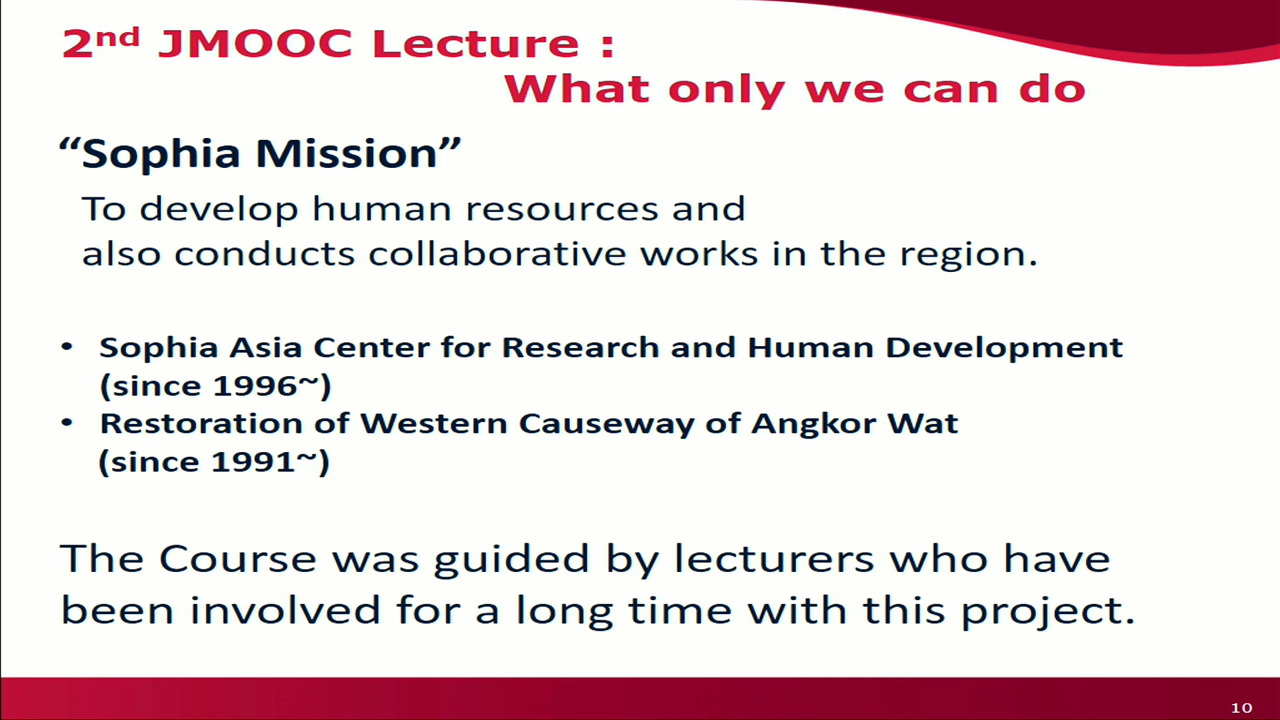 2nd JMOOC Lecture :
What only we can do
“Sophia Mission”
To develop human resources and
also conducts collaborative works in the region.
• Sophia Asia Center for Research and Human Development
(since 1996~)
• Restoration of Western Causeway of Angkor Wat
(since 1991~)
The Course was guided by lecturers who have
been involved for a long time with this project.
10